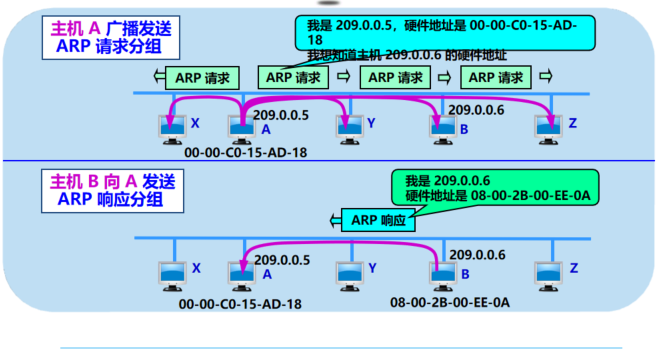 主机 A 广播发送
ARP 请求分组
我是 209.0.0.5，硬件地址是 00-00-C0-15-AD-
18
我想知道主机 209.0.0.6 的硬件地址
ARP 请求
ARP 请求
ARP 请求
ARP 请求
209.0.0.5
209.0.0.6
X
A
Y
B
Z
00-00-C0-15-AD-18
主机 B 向 A 发送
ARP 响应分组
我是 209.0.0.6
硬件地址是 08-00-2B-00-EE-0A
ARP 响应
209.0.0.5
209.0.0.6
X
A
Y
B
Z
00-00-C0-15-AD-18
08-00-2B-00-EE-0A